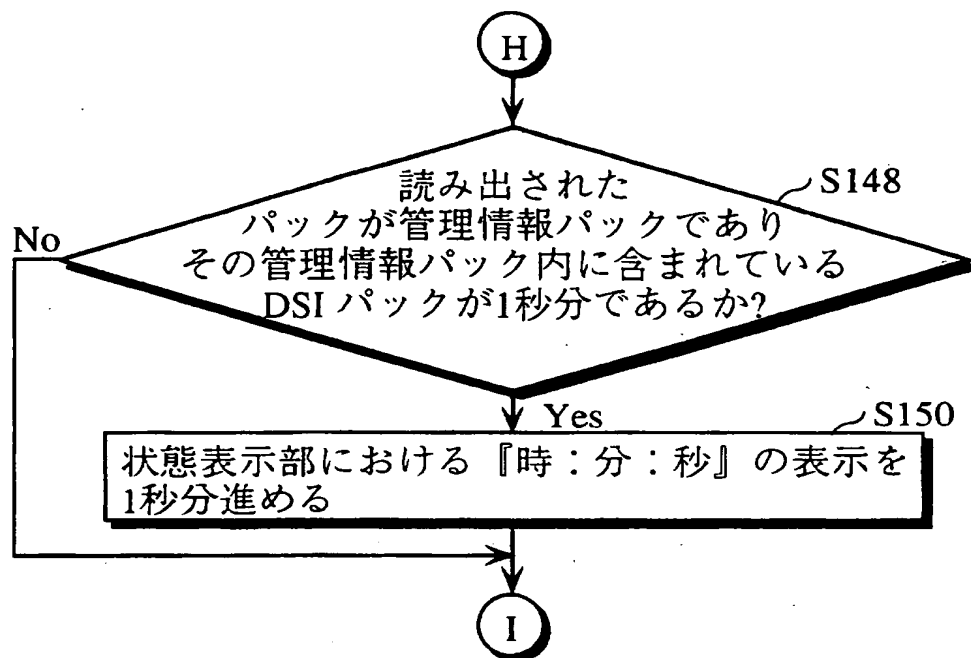 H
S148
読み出された
パックが管理情報パックであり
その管理情報パック内に含まれている
DSI パックが1秒分であるか?
No
Yes
S150
状態表示部における『時：分：秒』の表示を
1秒分進める
I